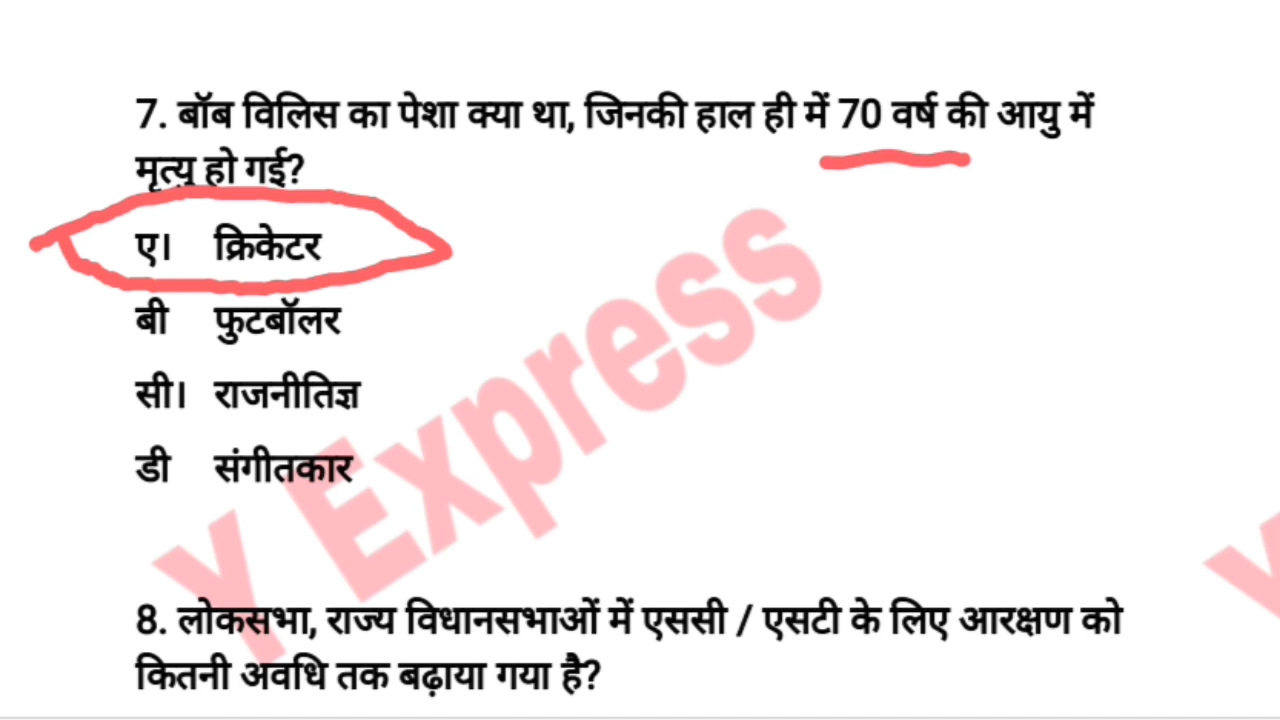 7. बॉब विलिस का पेशा क्या था, जिनकी हाल ही में 70 वर्ष की आयु में
मृत्यु हो गई?
ए। क्रिकेटर
बी फुटबॉलर
सी। राजनीतिज्ञ
डी संगीतकार
Y Express
8. लोकसभा, राज्य विधानसभाओं में एससी / एसटी के लिए आरक्षण को
कितनी अवधि तक बढ़ाया गया है?